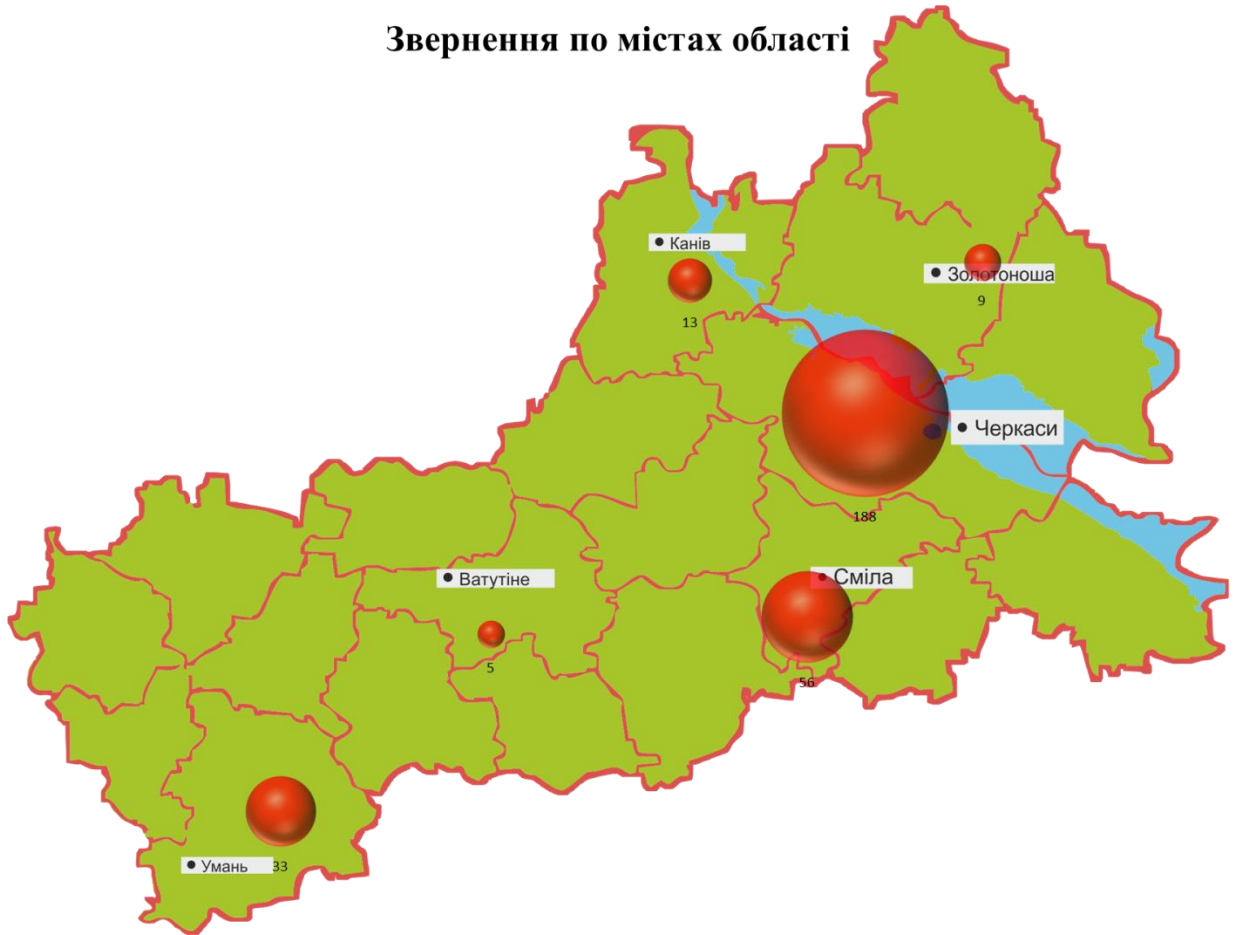 Звернення по містах області
Канів
13
Золотоноша
9
Черкаси
188
Ватутіне
5
Сміла
56
Умань
33